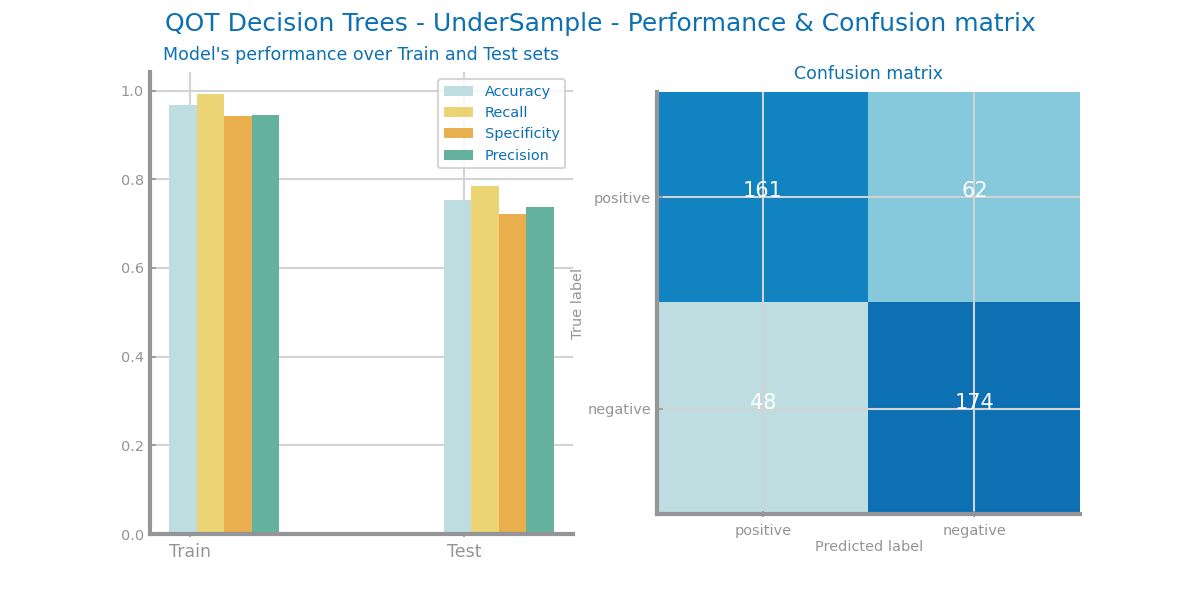 QOT Decision Trees - UnderSample - Performance & Confusion matrix
Model's performance over Train and Test sets
1.0
0.8
0.6
0.4
0.2
0.0
Train
Test
Accuracy
Recall
Specificity
Precision
Confusion matrix
True label
positive
negative
161
62
48
174
positive
negative
Predicted label